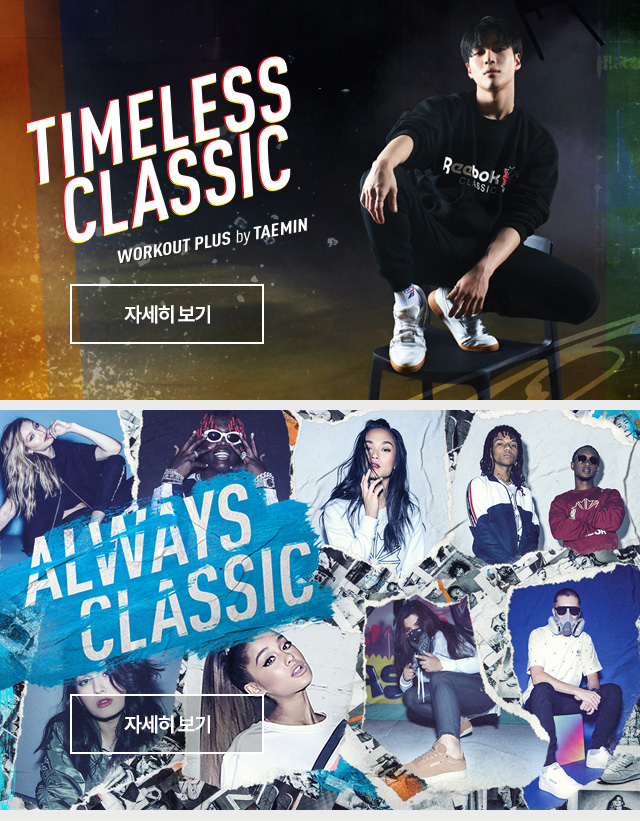 TIMELESS
CLASSIC
WORKOUT PLUS by TAEMIN
자세히 보기
Reebok
CLASSIC
ALWAYS
CLASSIC
자세히 보기